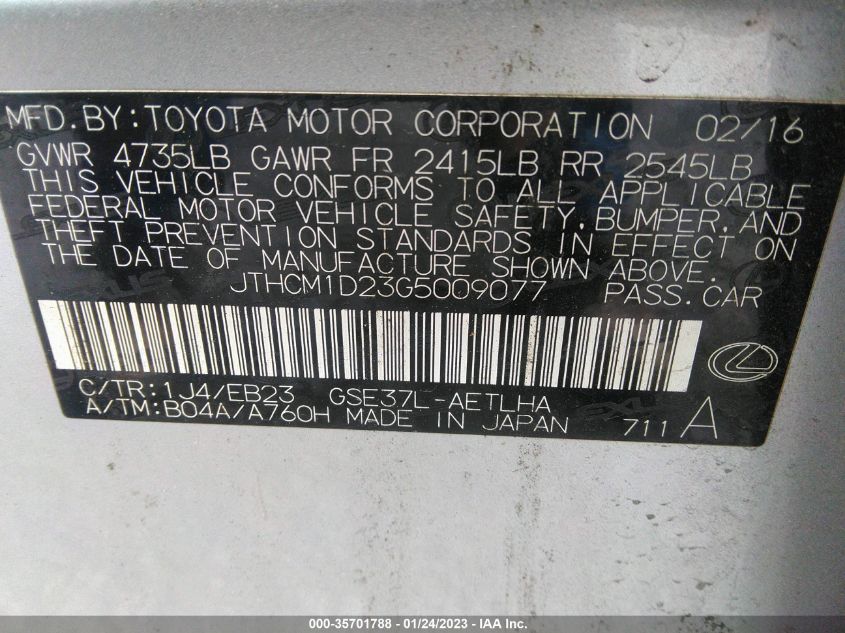 MFD.BY:TOYOTA MOTOR CORPORATION 02/16
GVWR 4735LB GAWR FR 2415LB RR 2545LB
THIS VEHICLE CONFORMS TO ALL APPLICABLE
FEDERAL MOTOR VEHICLE SAFETY,BUMPER,AND
THEFT PREVENTION STANDARDS IN EFFECT ON
THE DATE OF MANUFACTURE SHOWN ABOVE.
JTHCM1D23G5009077 PASS.CAR
C/TR:1J4/EB23 GSE37L-AETLHA
A/TM:B04A/A760H MADE IN JAPAN 711 A
000-35701788 - 01/24/2023 - IAA Inc.